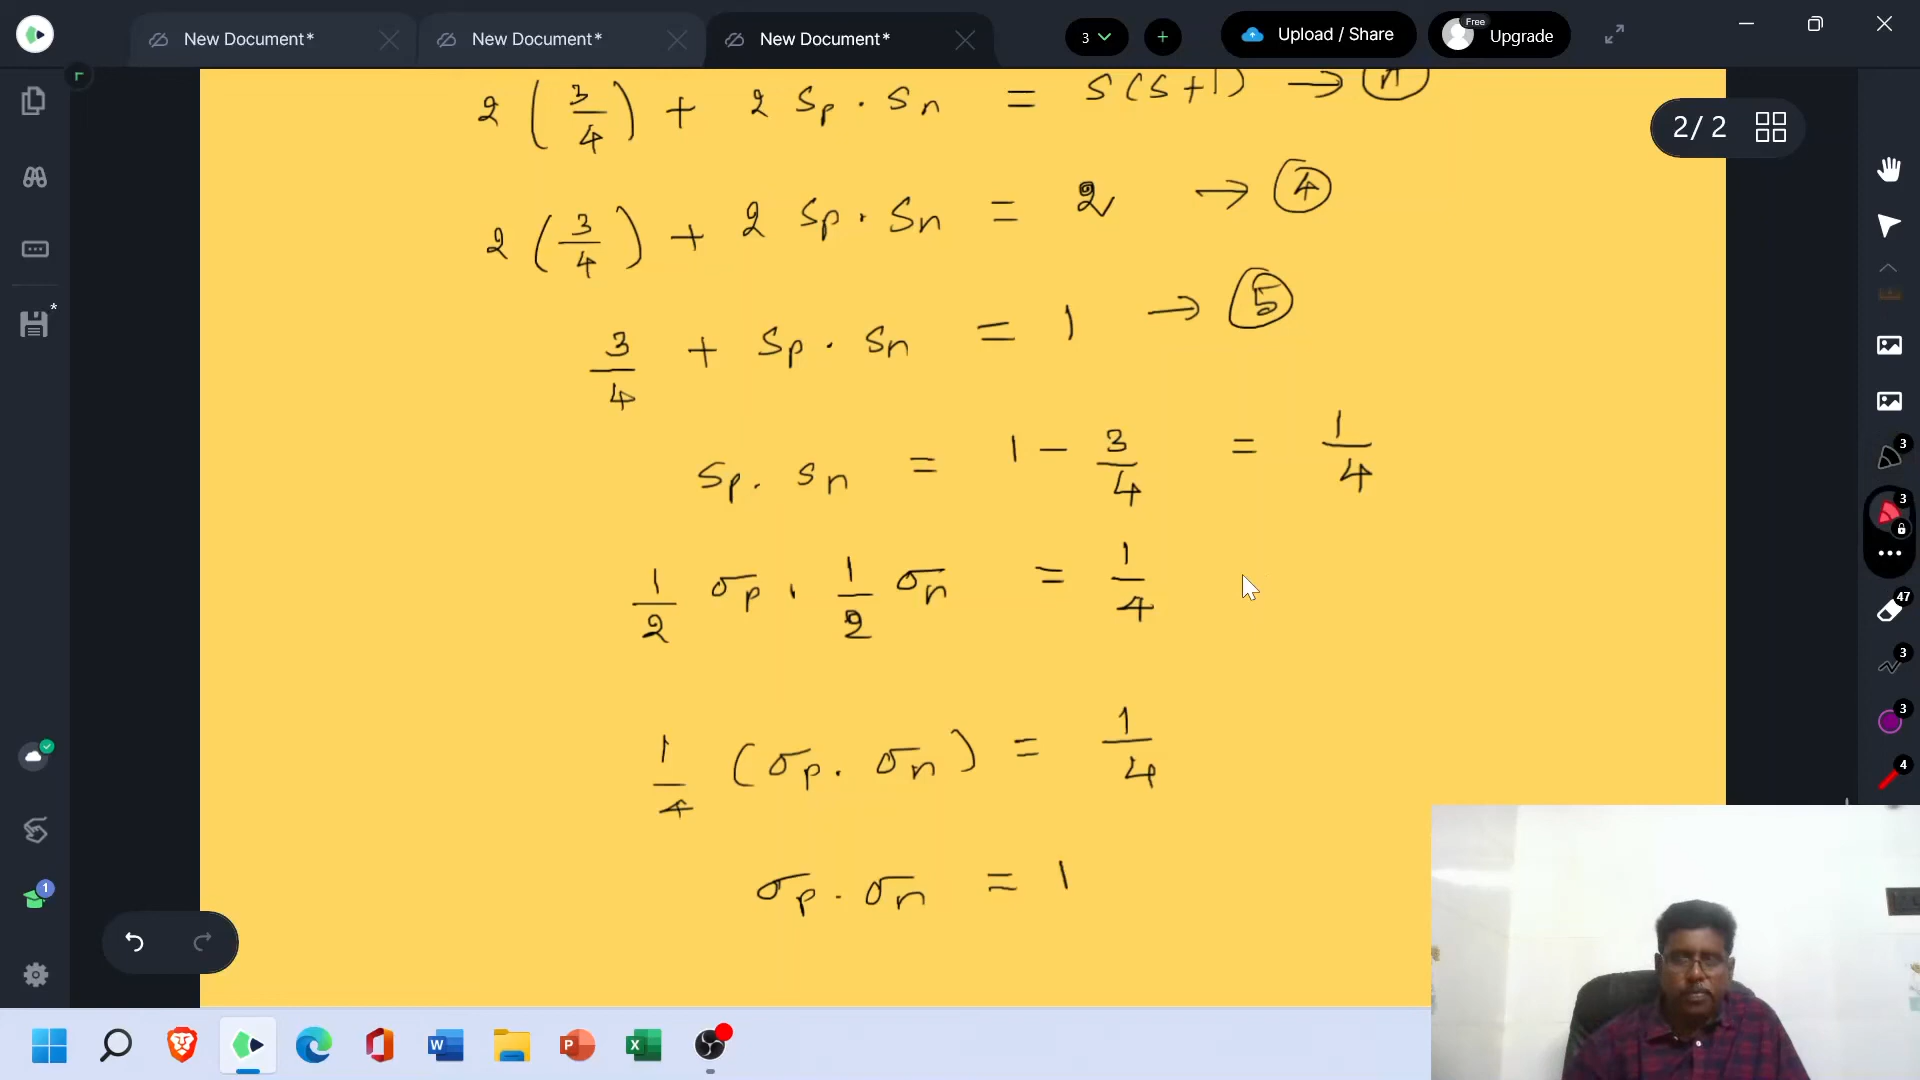 New Document* New Document* New Document* 3 Upload / Share Free Upgrade
2 (3/4) + 2 Sp · Sn = S(S+1) →
2/2
2 (3/4) + 2 Sp · Sn = 2 → ④
3/4 + Sp · Sn = 1 → ⑤
Sp · Sn = 1 − 3/4 = 1/4
1/2 σp · 1/2 σn = 1/4
1/4 (σp · σn) = 1/4
σp · σn = 1
3
3
47
3
3
4
1